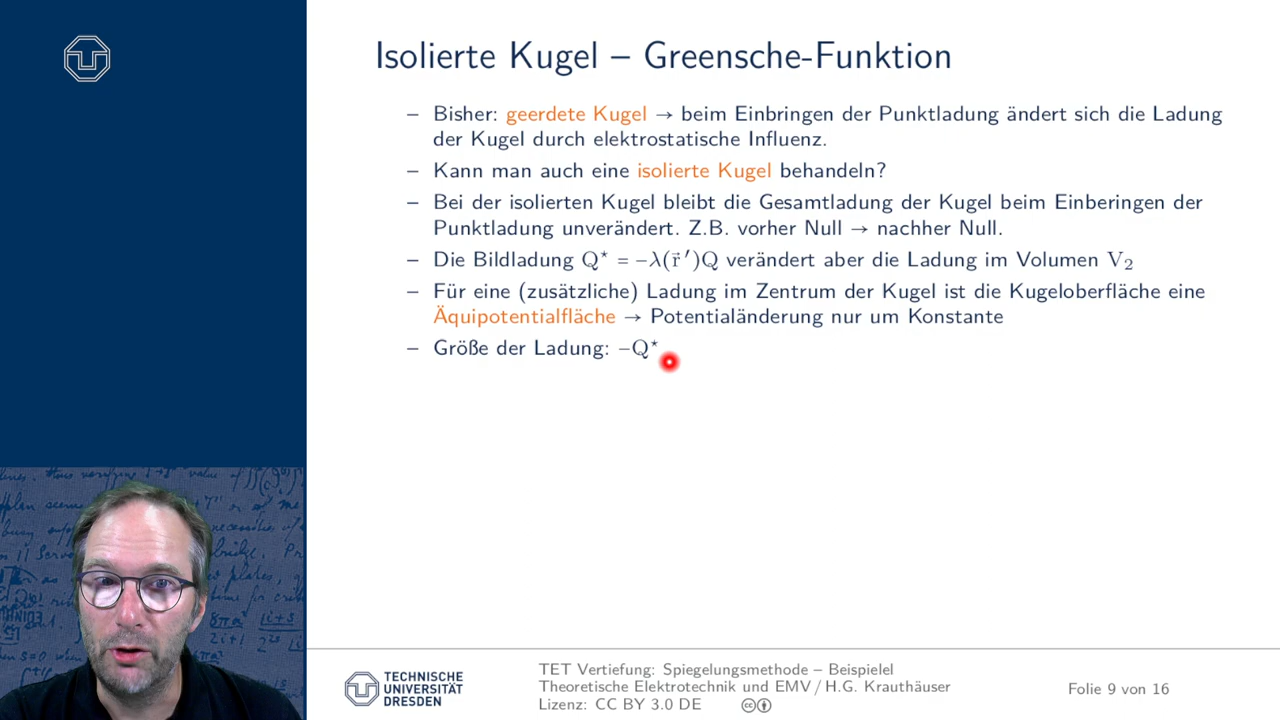 Isolierte Kugel – Greensche-Funktion
– Bisher: geerdete Kugel → beim Einbringen der Punktladung ändert sich die Ladung
der Kugel durch elektrostatische Influenz.
– Kann man auch eine isolierte Kugel behandeln?
– Bei der isolierten Kugel bleibt die Gesamtladung der Kugel beim Einberingen der
Punktladung unverändert. Z.B. vorher Null → nachher Null.
– Die Bildladung Q⋆ = −λ(r⃗ ′)Q verändert aber die Ladung im Volumen V₂
– Für eine (zusätzliche) Ladung im Zentrum der Kugel ist die Kugeloberfläche eine
Äquipotentialfläche → Potentialänderung nur um Konstante
– Größe der Ladung: −Q⋆
TECHNISCHE
UNIVERSITÄT
DRESDEN
TET Vertiefung: Spiegelungsmethode – Beispielel
Theoretische Elektrotechnik und EMV / H.G. Krauthäuser
Lizenz: CC BY 3.0 DE
Folie 9 von 16